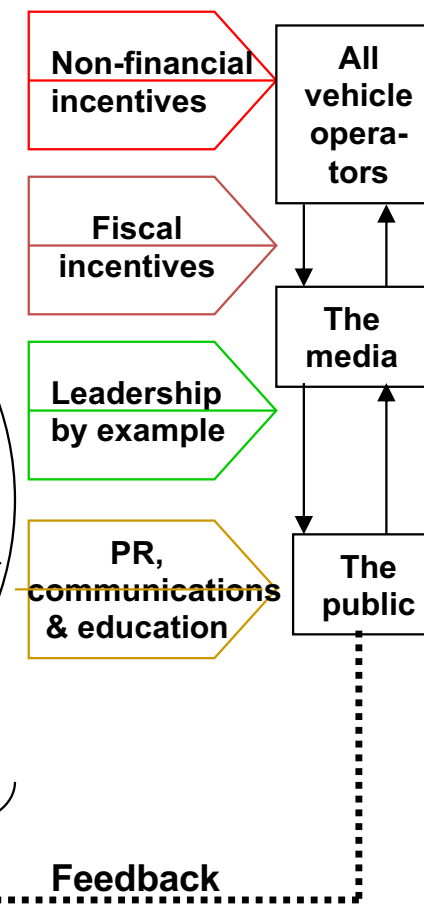 Non-financial
incentives
All
vehicle
opera-
tors
Fiscal
incentives
The
media
Leadership
by example
PR,
communications
& education
The
public
Feedback